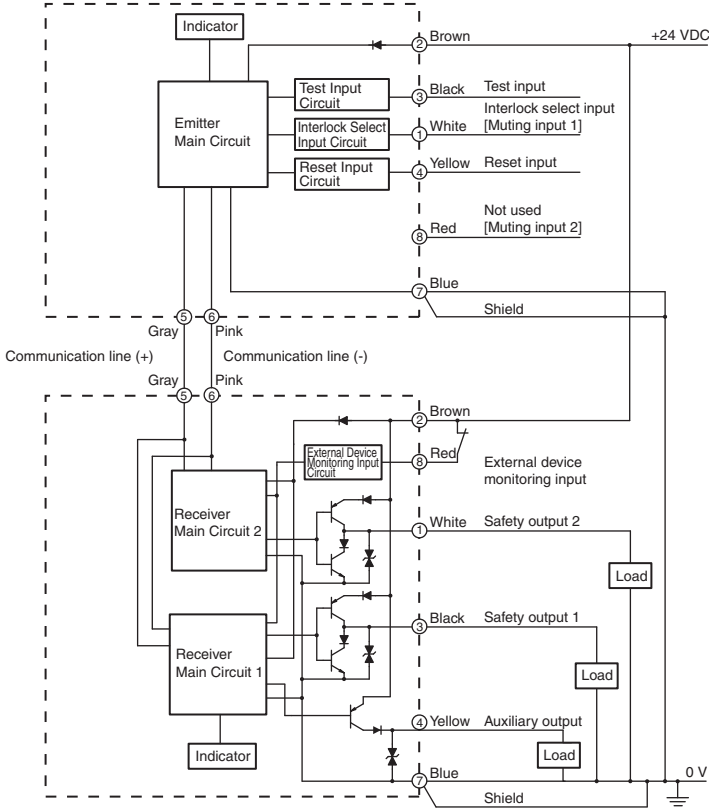 Indicator
2 Brown +24 VDC
Test Input
Circuit
3 Black Test input
Emitter
Main Circuit
Interlock Select
Input Circuit
1 White Interlock select input
[Muting input 1]
Reset Input
Circuit
4 Yellow Reset input
8 Red Not used
[Muting input 2]
7 Blue
Shield
5 6
Gray Pink
Communication line (+) Communication line (-)
Gray Pink
5 6
2 Brown
External Device
Monitoring Input
Circuit
8 Red External device
monitoring input
Receiver
Main Circuit 2
1 White Safety output 2
Load
3 Black Safety output 1
Receiver
Main Circuit 1
Load
4 Yellow Auxiliary output
Indicator
Load
7 Blue 0 V
Shield